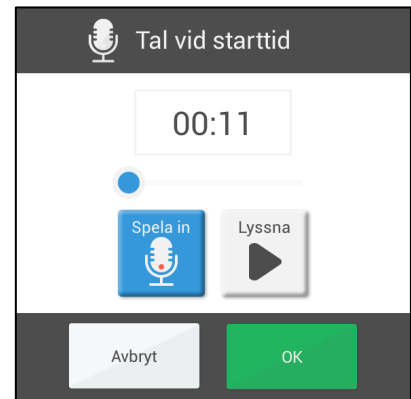 Tal vid starttid
00:11
Spela in
Lyssna
Avbryt
OK